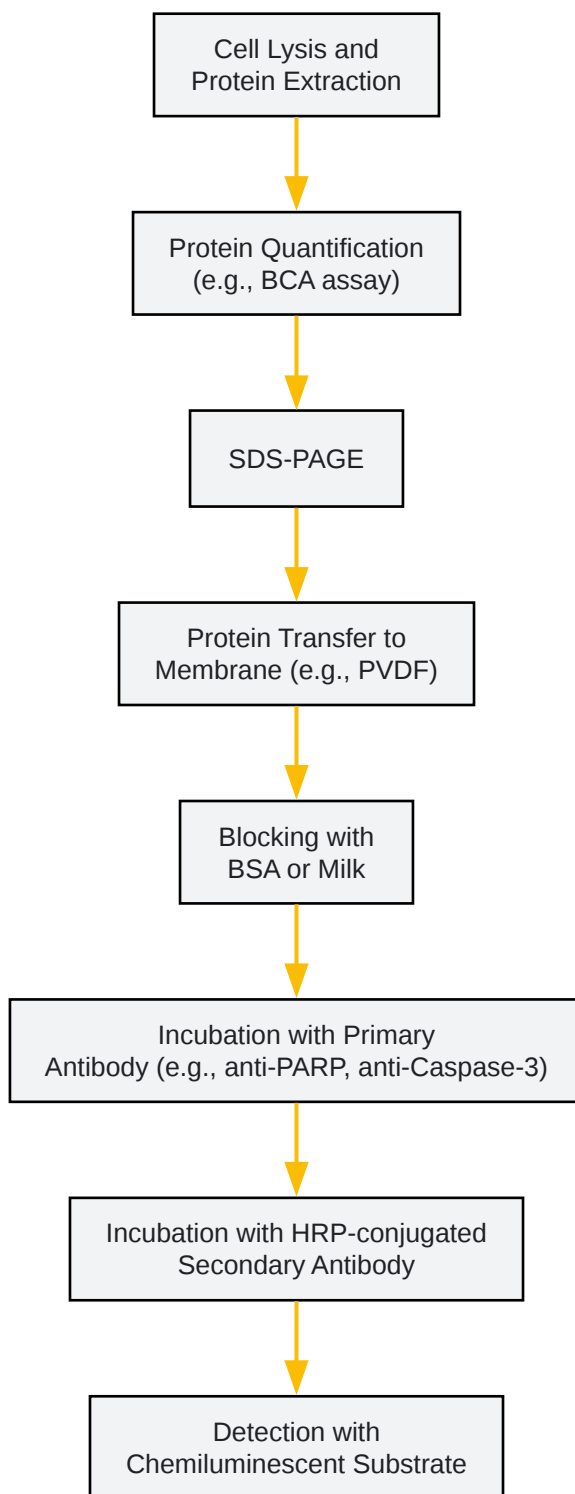 Cell Lysis and
Protein Extraction
Protein Quantification
(e.g., BCA assay)
SDS-PAGE
Protein Transfer to
Membrane (e.g., PVDF)
Blocking with
BSA or Milk
Incubation with Primary
Antibody (e.g., anti-PARP, anti-Caspase-3)
Incubation with HRP-conjugated
Secondary Antibody
Detection with
Chemiluminescent Substrate